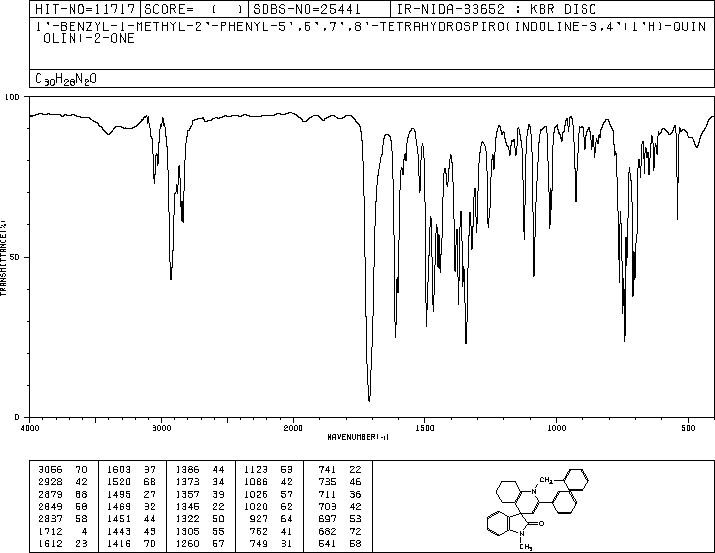 HIT-NO=11717 SCORE= ( ) SDBS-NO=25441 IR-NIDA-33652 : KBR DISC
1'-BENZYL-1-METHYL-2'-PHENYL-5',6',7',8'-TETRAHYDROSPIRO(INDOLINE-3,4'(1'H)-QUIN
OLIN)-2-ONE
C30H28N2O
100
50
0
TRANSMITTANCE(%)
4000 3000 2000 1500 1000 500
WAVENUMBER(-1)
3066 70 1603 37 1386 44 1123 53 741 22
2928 42 1520 68 1373 34 1086 42 735 46
2879 68 1495 27 1357 39 1026 57 711 36
2849 60 1469 32 1345 22 1020 62 703 42
2837 58 1451 44 1322 50 927 64 697 53
1712 4 1443 43 1305 55 762 41 682 72
1612 23 1416 70 1260 57 749 31 541 58
N CH2
N O
CH3